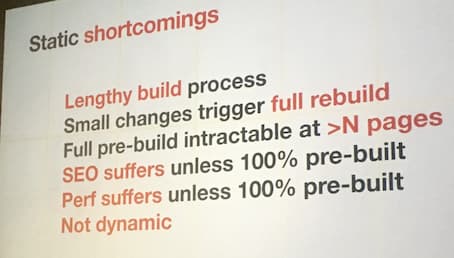 Static shortcomings
Lengthy build process
Small changes trigger full rebuild
Full pre-build intractable at >N pages
SEO suffers unless 100% pre-built
Perf suffers unless 100% pre-built
Not dynamic